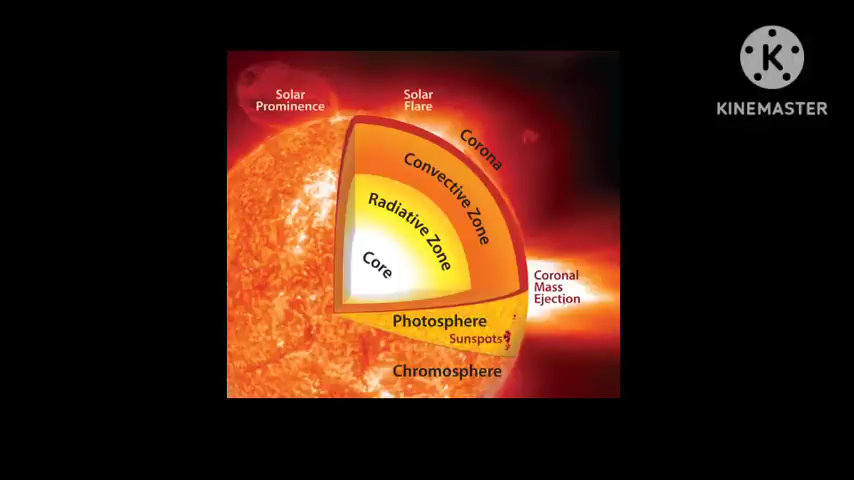 Solar
Prominence
Solar
Flare
Corona
Convective Zone
Radiative Zone
Core
Coronal
Mass
Ejection
Photosphere
Sunspots
Chromosphere
K
KINEMASTER